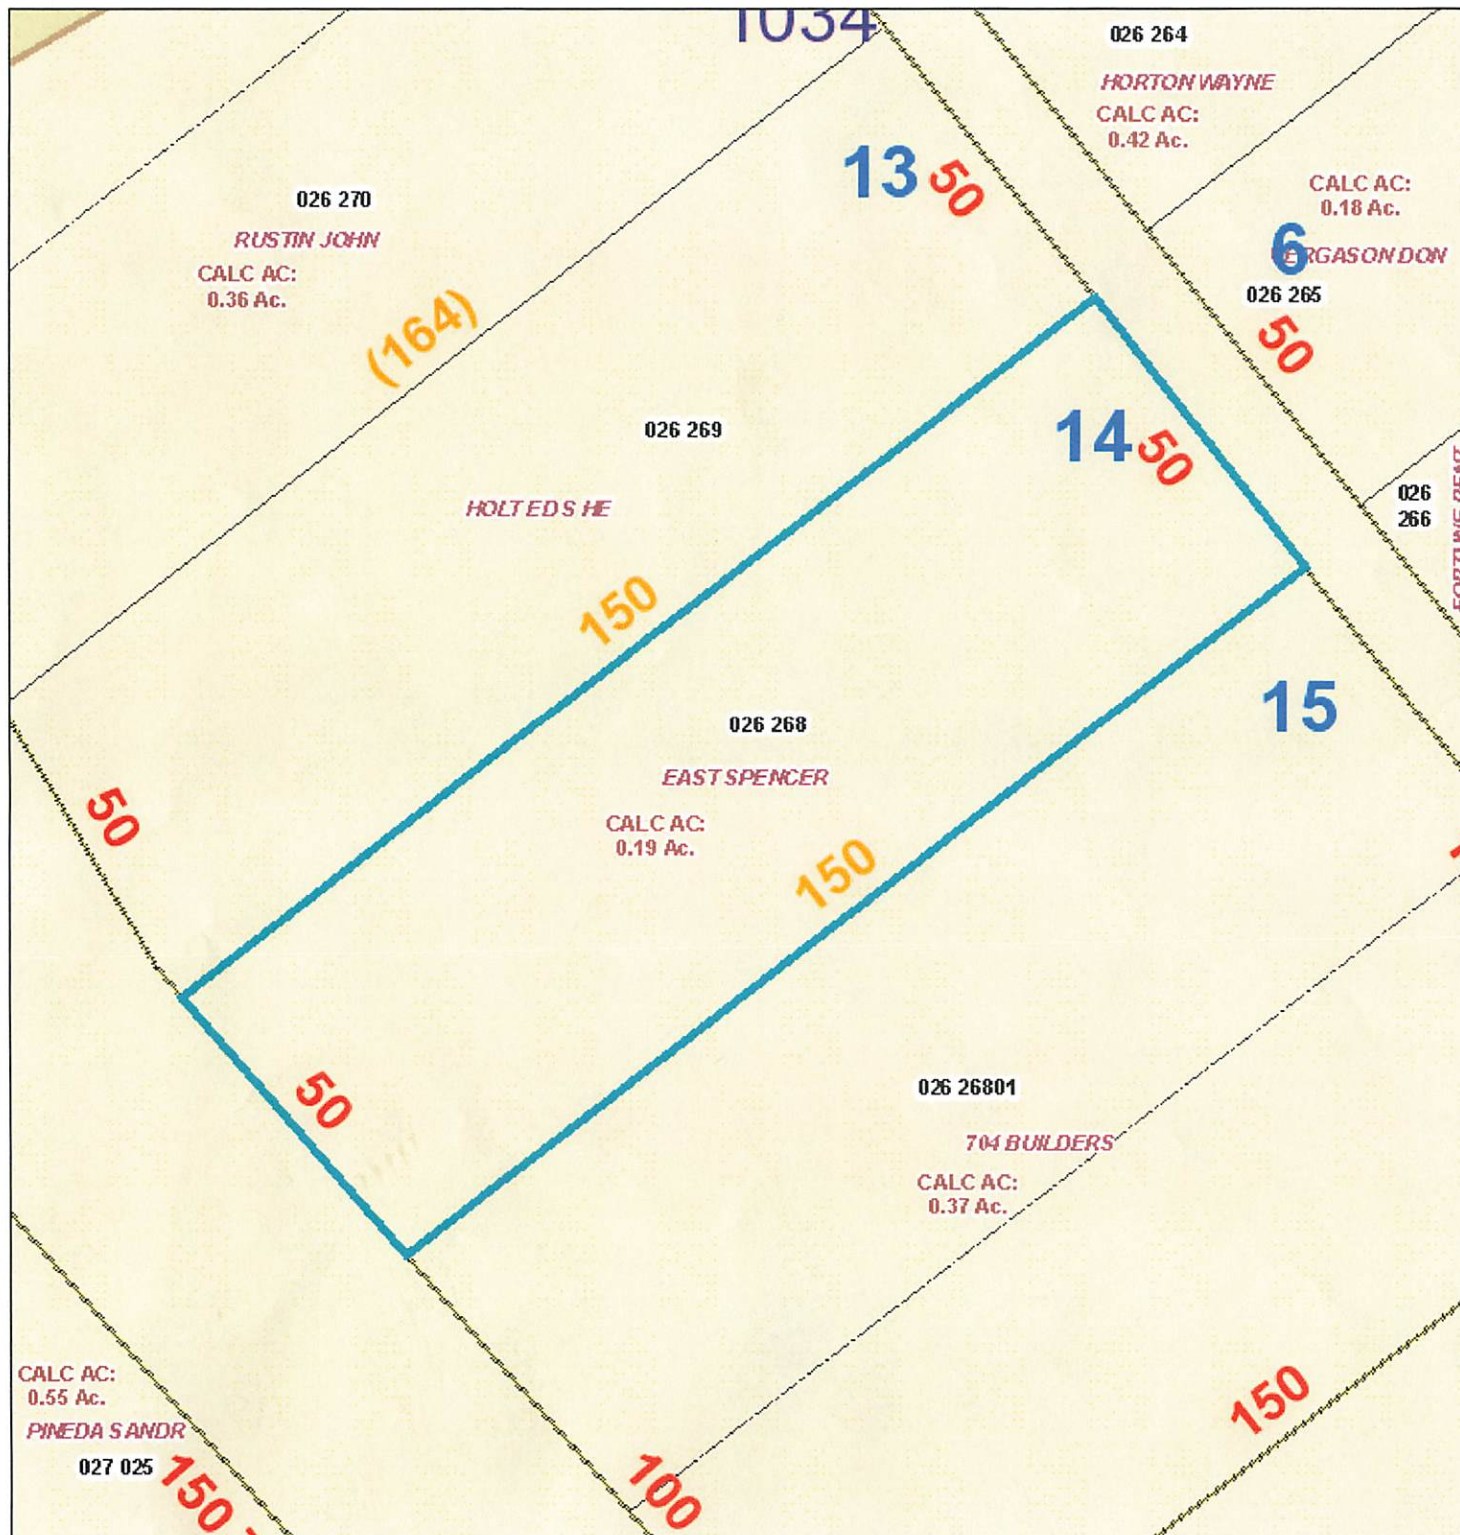 1034
026 264
HORTON WAYNE
CALC AC:
0.42 Ac.
13
50
CALC AC:
0.18 Ac.
6
026 265
50
026 270
RUSTIN JOHN
CALC AC:
0.36 Ac.
(164)
026 269
HOLT ED S HE
14
50
026
266
150
026 268
EAST SPENCER
CALC AC:
0.19 Ac.
15
50
150
50
026 26801
704 BUILDERS
CALC AC:
0.37 Ac.
CALC AC:
0.55 Ac.
PINEDA SANDR
027 025
150
100
150